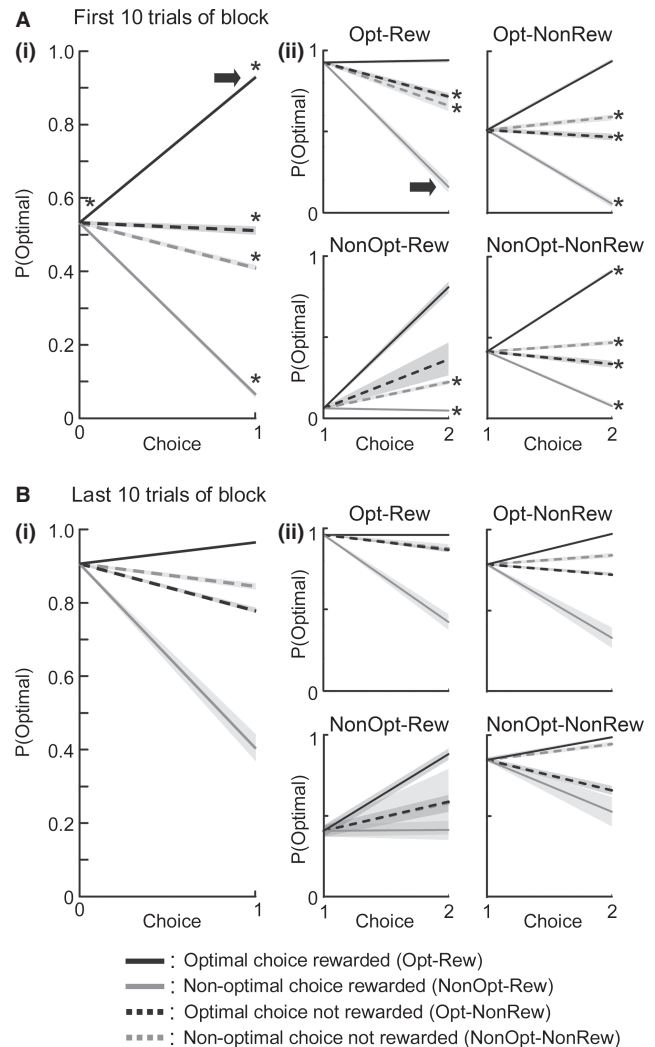 A First 10 trials of block
(i)
1.0
0.8
0.6
0.4
0.2
0
P(Optimal)
*
*
*
*
*
0
1
Choice
(ii)
Opt-Rew
1
0
P(Optimal)
*
*
Opt-NonRew
*
*
*
NonOpt-Rew
1
0
P(Optimal)
*
*
1
2
Choice
NonOpt-NonRew
*
*
*
*
1
2
Choice
B Last 10 trials of block
(i)
1.0
0.8
0.6
0.4
0.2
0
P(Optimal)
0
1
Choice
(ii)
Opt-Rew
1
0
P(Optimal)
Opt-NonRew
NonOpt-Rew
1
0
P(Optimal)
1
2
Choice
NonOpt-NonRew
1
2
Choice
: Optimal choice rewarded (Opt-Rew)
: Non-optimal choice rewarded (NonOpt-Rew)
: Optimal choice not rewarded (Opt-NonRew)
: Non-optimal choice not rewarded (NonOpt-NonRew)